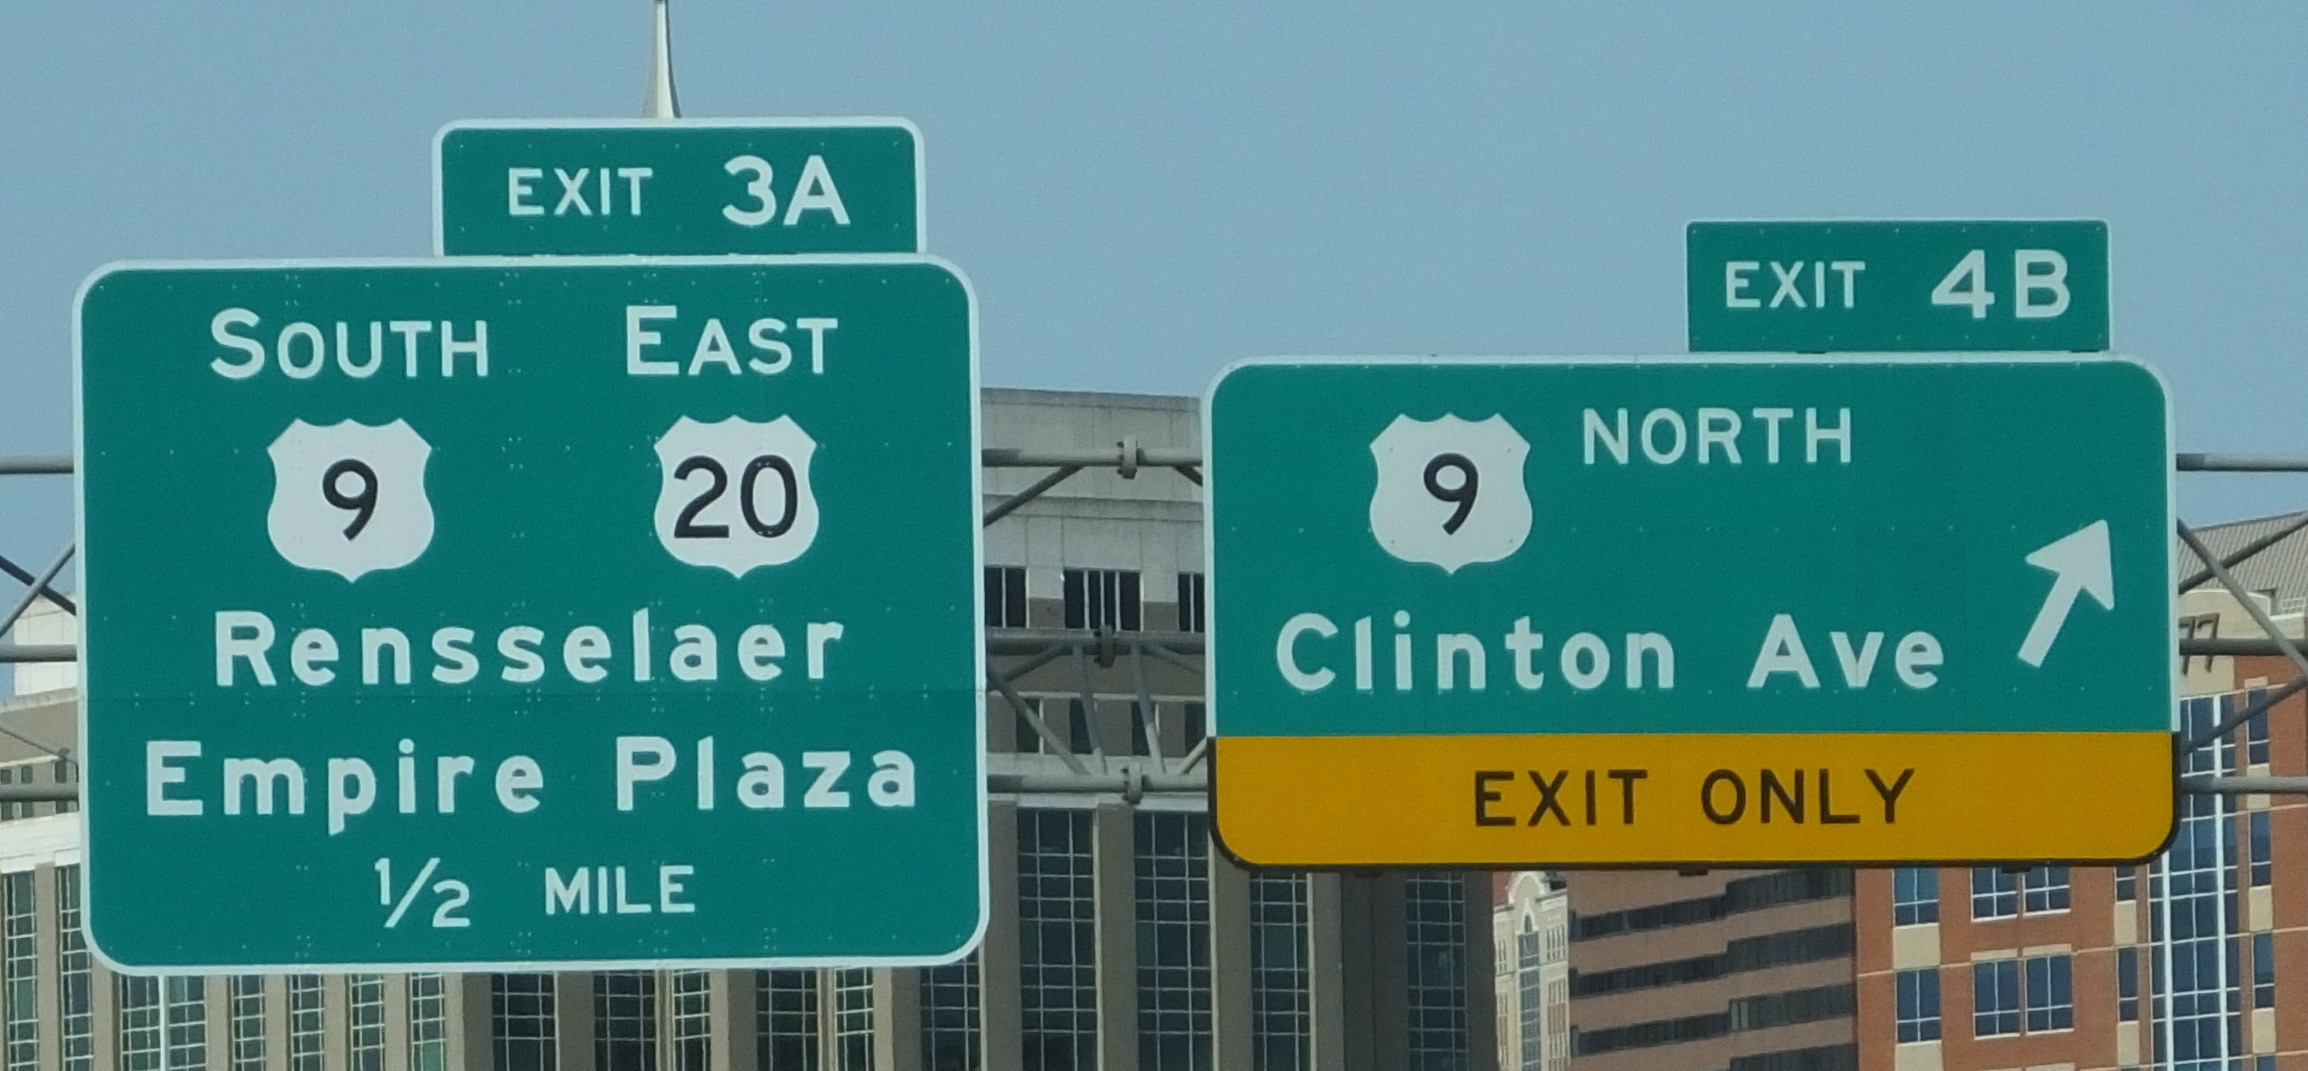 EXIT 3A
SOUTH EAST
9 20
Rensselaer
Empire Plaza
1/2 MILE
EXIT 4B
9 NORTH
Clinton Ave
EXIT ONLY
77